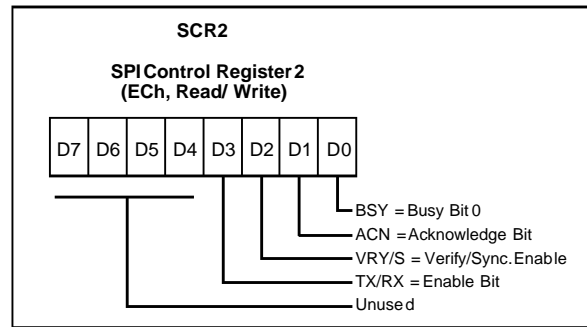 SCR2
SPI Control Register 2
(ECh, Read/ Write)
D7 D6 D5 D4 D3 D2 D1 D0
BSY = Busy Bit 0
ACN = Acknowledge Bit
VRY/S = Verify/Sync.Enable
TX/RX = Enable Bit
Unused